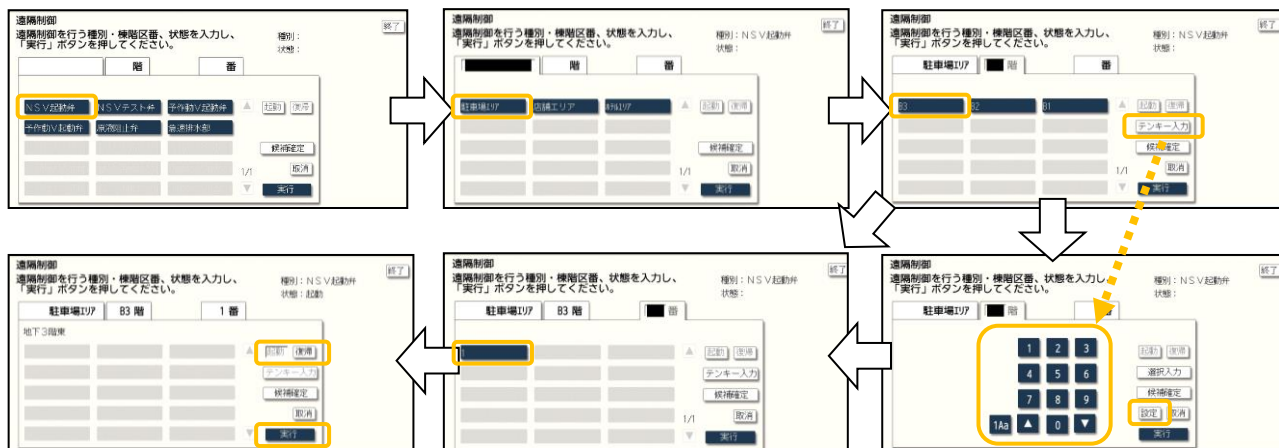 遠隔制御
遠隔制御を行う種別・棟階区番、状態を入力し、
「実行」ボタンを押してください。
種別:
状態:
終了
階
番
NSV起動弁
NSVテスト弁
予作動V起動弁
起動
復帰
予作動V起動弁
急速排水部
候補確定
1/1
取消
実行
遠隔制御
遠隔制御を行う種別・棟階区番、状態を入力し、
「実行」ボタンを押してください。
種別:NSV起動弁
状態:
終了
階
番
駐車場エリア
店舗エリア
ホテルエリア
起動
復帰
候補確定
1/1
取消
実行
遠隔制御
遠隔制御を行う種別・棟階区番、状態を入力し、
「実行」ボタンを押してください。
種別:NSV起動弁
状態:
終了
駐車場エリア
階
番
B3
B2
B1
起動
復帰
テンキー入力
候補確定
1/1
取消
実行
遠隔制御
遠隔制御を行う種別・棟階区番、状態を入力し、
「実行」ボタンを押してください。
種別:NSV起動弁
状態:起動
終了
駐車場エリア
B3 階
1 番
地下3階東
起動
復帰
テンキー入力
候補確定
取消
実行
遠隔制御
遠隔制御を行う種別・棟階区番、状態を入力し、
「実行」ボタンを押してください。
種別:NSV起動弁
状態:
終了
駐車場エリア
B3 階
番
1
起動
復帰
テンキー入力
候補確定
1/1
取消
実行
遠隔制御
遠隔制御を行う種別・棟階区番、状態を入力し、
「実行」ボタンを押してください。
種別:NSV起動弁
状態:
終了
駐車場エリア
階
番
1 2 3
4 5 6
7 8 9
1Aa ▲ 0 ▼
起動
復帰
選択入力
候補確定
設定
取消
実行